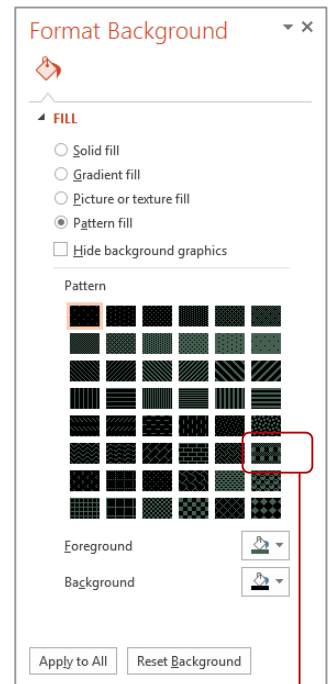 Format Background
FILL
Solid fill
Gradient fill
Picture or texture fill
Pattern fill
Hide background graphics
Pattern
Foreground
Background
Apply to All Reset Background